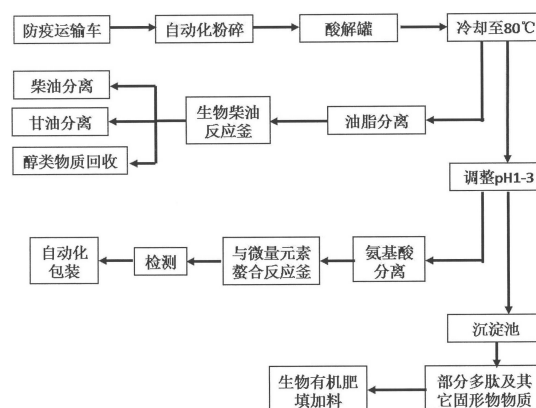 防疫运输车
自动化粉碎
酸解罐
冷却至80℃
柴油分离
甘油分离
醇类物质回收
生物柴油
反应釜
油脂分离
调整pH1-3
自动化
包装
检测
与微量元素
螯合反应釜
氨基酸
分离
沉淀池
生物有机肥
填加料
部分多肽及其
它固形物物质